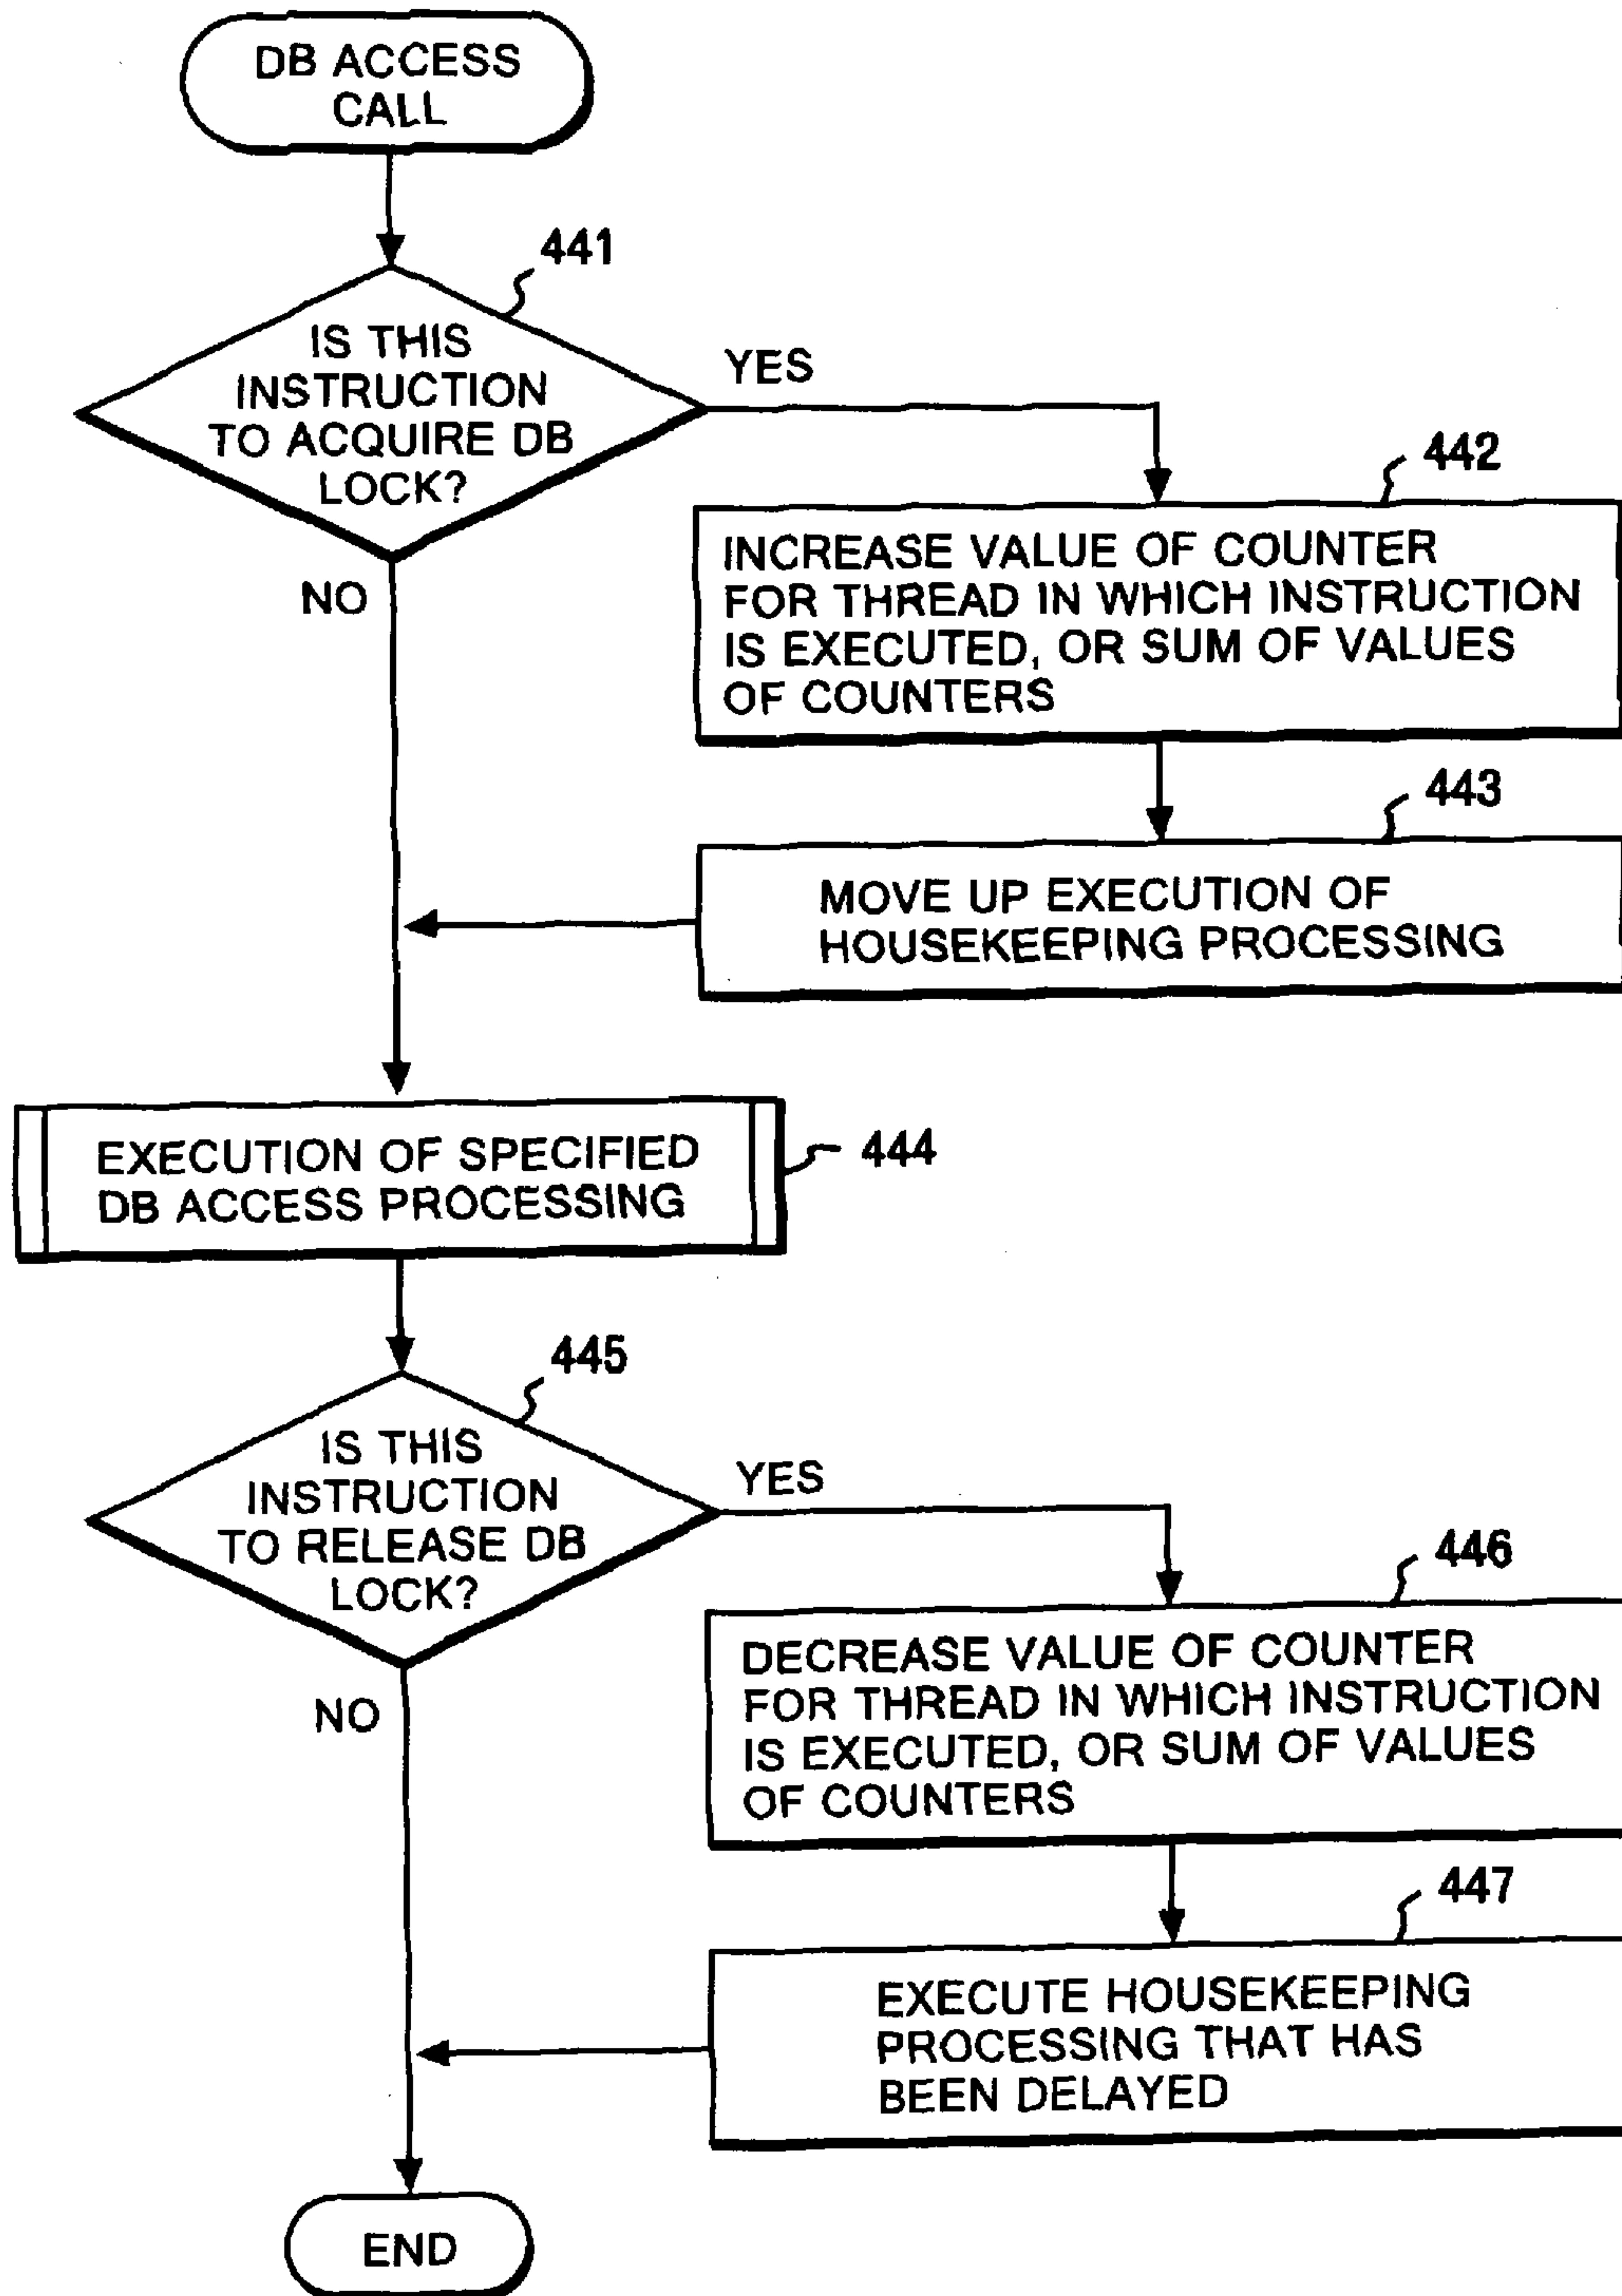 DB ACCESS
CALL
441
IS THIS
INSTRUCTION
TO ACQUIRE DB
LOCK?
YES
NO
442
INCREASE VALUE OF COUNTER
FOR THREAD IN WHICH INSTRUCTION
IS EXECUTED, OR SUM OF VALUES
OF COUNTERS
443
MOVE UP EXECUTION OF
HOUSEKEEPING PROCESSING
EXECUTION OF SPECIFIED
DB ACCESS PROCESSING
444
445
IS THIS
INSTRUCTION
TO RELEASE DB
LOCK?
YES
NO
446
DECREASE VALUE OF COUNTER
FOR THREAD IN WHICH INSTRUCTION
IS EXECUTED, OR SUM OF VALUES
OF COUNTERS
447
EXECUTE HOUSEKEEPING
PROCESSING THAT HAS
BEEN DELAYED
END